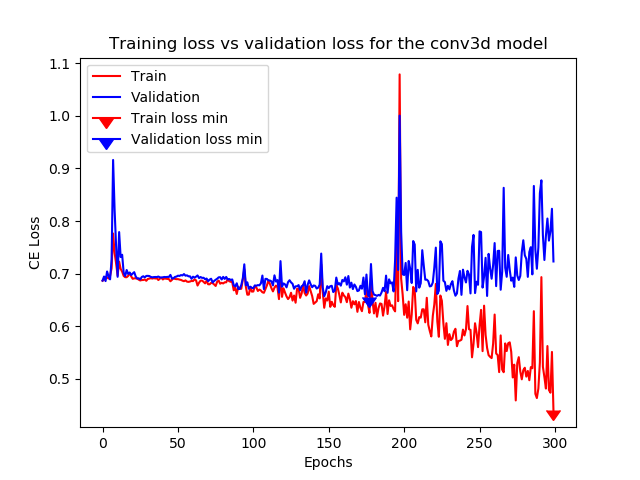 Training loss vs validation loss for the conv3d model
1.1
1.0
0.9
0.8
0.7
0.6
0.5
CE Loss
Train
Validation
Train loss min
Validation loss min
0
50
100
150
200
250
300
Epochs